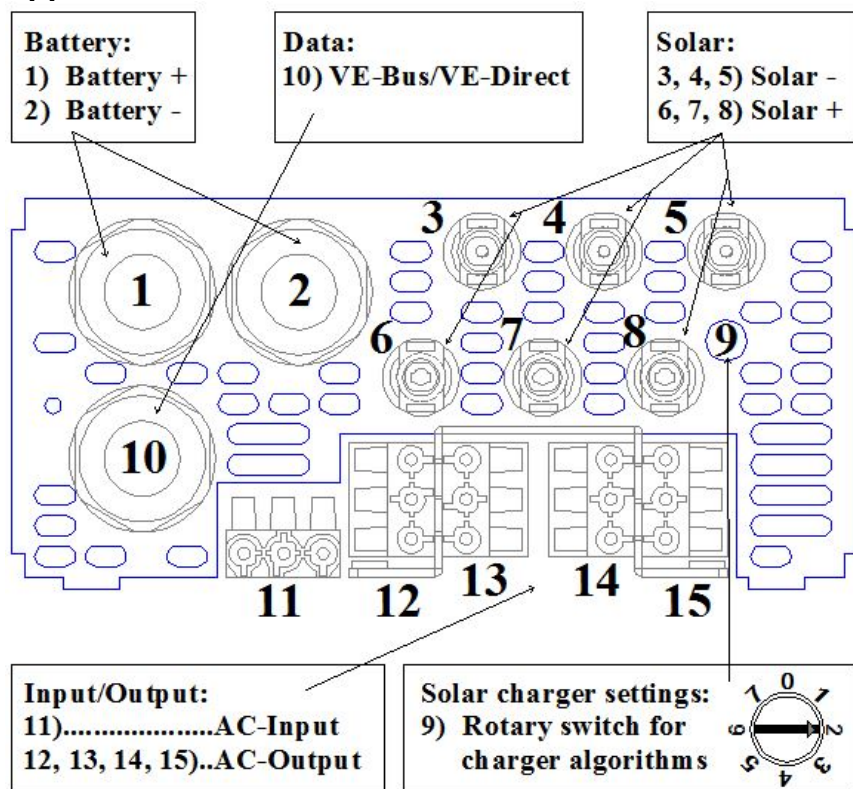 Battery:
1) Battery +
2) Battery -
Data:
10) VE-Bus/VE-Direct
Solar:
3, 4, 5) Solar -
6, 7, 8) Solar +
3
4
5
1
2
6
7
8
9
10
11
12
13
14
15
Input/Output:
11).....................AC-Input
12, 13, 14, 15)..AC-Output
Solar charger settings:
9) Rotary switch for
charger algorithms
0
1
2
3
4
5
6
7